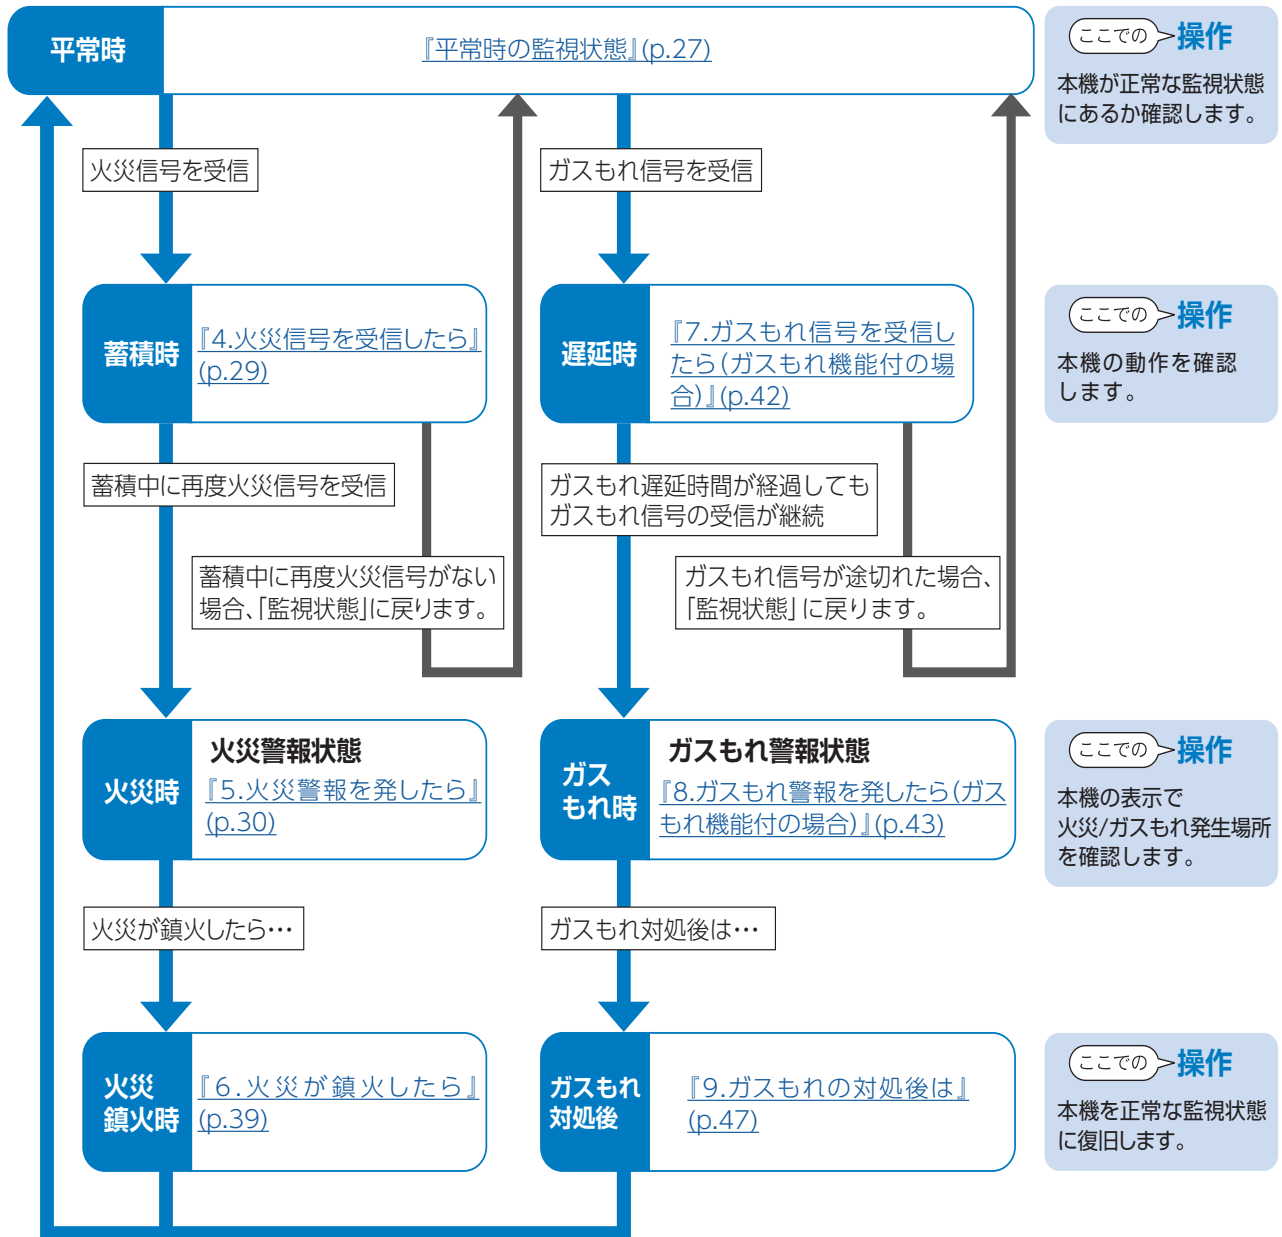 平常時
『平常時の監視状態』(p.27)
ここでの 操作
本機が正常な監視状態
にあるか確認します。
火災信号を受信
ガスもれ信号を受信
蓄積時
『4.火災信号を受信したら』
(p.29)
遅延時
『7.ガスもれ信号を受信し
たら(ガスもれ機能付の場
合)』(p.42)
ここでの 操作
本機の動作を確認
します。
蓄積中に再度火災信号を受信
ガスもれ遅延時間が経過しても
ガスもれ信号の受信が継続
蓄積中に再度火災信号がない
場合、「監視状態」に戻ります。
ガスもれ信号が途切れた場合、
「監視状態」に戻ります。
火災時
火災警報状態
『5.火災警報を発したら』
(p.30)
ガス
もれ時
ガスもれ警報状態
『8.ガスもれ警報を発したら(ガス
もれ機能付の場合)』(p.43)
ここでの 操作
本機の表示で
火災/ガスもれ発生場所
を確認します。
火災が鎮火したら・・・
ガスもれ対処後は・・・
火災
鎮火時
『6.火災が鎮火したら』
(p.39)
ガスもれ
対処後
『9.ガスもれの対処後は』
(p.47)
ここでの 操作
本機を正常な監視状態
に復旧します。